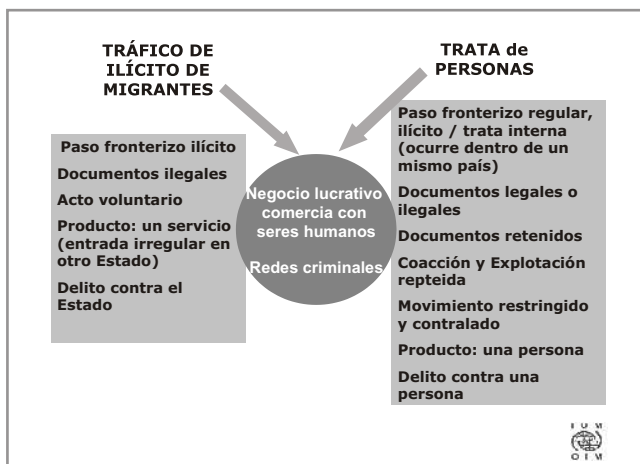 TRÁFICO DE
ILÍCITO DE
MIGRANTES
TRATA de
PERSONAS
Paso fronterizo ilícito
Documentos ilegales
Acto voluntario
Producto: un servicio
(entrada irregular en
otro Estado)
Delito contra el
Estado
Negocio lucrativo
comercia con
seres humanos
Redes criminales
Paso fronterizo regular,
ilícito / trata interna
(ocurre dentro de un
mismo país)
Documentos legales o
ilegales
Documentos retenidos
Coacción y Explotación
repteida
Movimiento restringido
y contralado
Producto: una persona
Delito contra una
persona
I U M
O I M